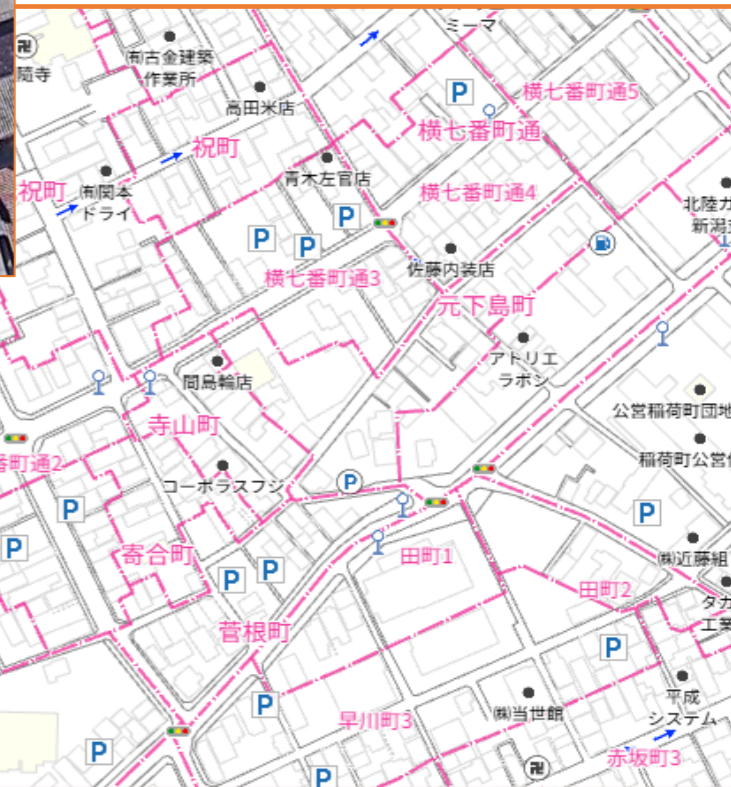 ミーマ
卍
隨寺
㈲古金建築
作業所
P
横七番町通5
高田米店
横七番町通
祝町
青木左官店
祝町
㈲関本
ドライ
横七番町通4
北陸ガ
新潟支
P
P
P
佐藤内装店
横七番町通3
元下島町
アトリエ
ラボン
間島輪店
公営稲荷町団地
寺山町
番町通2
稲荷町公営住
コーポラスフジ
P
P
P
P
寄合町
田町1
㈱近藤組
P
P
田町2
タカ
工業
菅根町
P
平成
システム
P
早川町3
㈱当世館
P
赤坂町3
卍
P